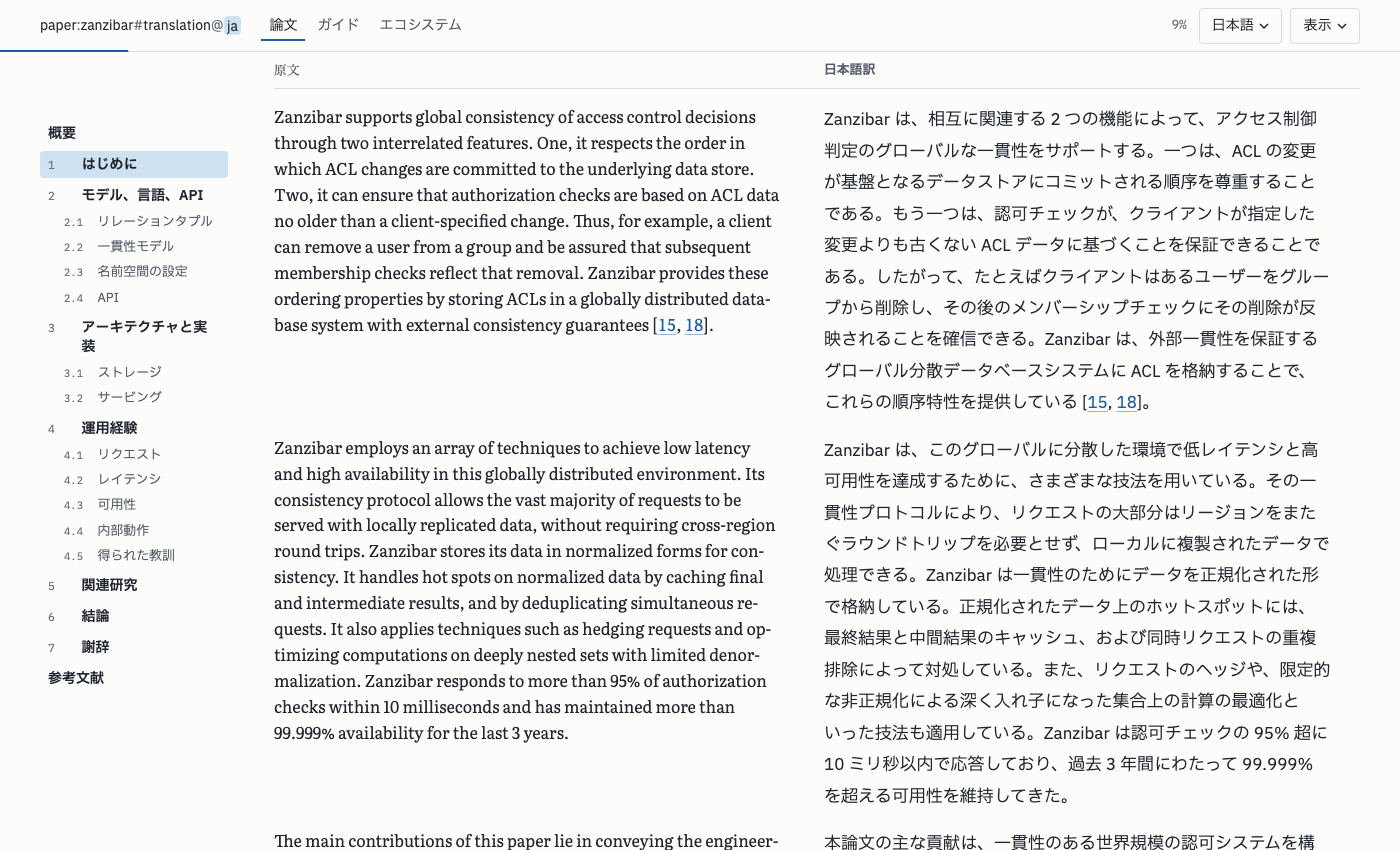 paper:zanzibar#translation@ja
論文
ガイド
エコシステム
9%
日本語
表示
概要
1 はじめに
2 モデル、言語、API
2.1 リレーションタプル
2.2 一貫性モデル
2.3 名前空間の設定
2.4 API
3 アーキテクチャと実
装
3.1 ストレージ
3.2 サービング
4 運用経験
4.1 リクエスト
4.2 レイテンシ
4.3 可用性
4.4 内部動作
4.5 得られた教訓
5 関連研究
6 結論
7 謝辞
参考文献
原文
Zanzibar supports global consistency of access control decisions
through two interrelated features. One, it respects the order in
which ACL changes are committed to the underlying data store.
Two, it can ensure that authorization checks are based on ACL data
no older than a client-specified change. Thus, for example, a client
can remove a user from a group and be assured that subsequent
membership checks reflect that removal. Zanzibar provides these
ordering properties by storing ACLs in a globally distributed data-
base system with external consistency guarantees [15, 18].
Zanzibar employs an array of techniques to achieve low latency
and high availability in this globally distributed environment. Its
consistency protocol allows the vast majority of requests to be
served with locally replicated data, without requiring cross-region
round trips. Zanzibar stores its data in normalized forms for con-
sistency. It handles hot spots on normalized data by caching final
and intermediate results, and by deduplicating simultaneous re-
quests. It also applies techniques such as hedging requests and op-
timizing computations on deeply nested sets with limited denor-
malization. Zanzibar responds to more than 95% of authorization
checks within 10 milliseconds and has maintained more than
99.999% availability for the last 3 years.
The main contributions of this paper lie in conveying the engineer-
日本語訳
Zanzibar は、相互に関連する 2 つの機能によって、アクセス制御
判定のグローバルな一貫性をサポートする。一つは、ACL の変更
が基盤となるデータストアにコミットされる順序を尊重すること
である。もう一つは、認可チェックが、クライアントが指定した
変更よりも古くない ACL データに基づくことを保証できることで
ある。したがって、たとえばクライアントはあるユーザーをグルー
プから削除し、その後のメンバーシップチェックにその削除が反
映されることを確信できる。Zanzibar は、外部一貫性を保証する
グローバル分散データベースシステムに ACL を格納することで、
これらの順序特性を提供している [15, 18]。
Zanzibar は、このグローバルに分散した環境で低レイテンシと高
可用性を達成するために、さまざまな技法を用いている。その一
貫性プロトコルにより、リクエストの大部分はリージョンをまた
ぐラウンドトリップを必要とせず、ローカルに複製されたデータで
処理できる。Zanzibar は一貫性のためにデータを正規化された形
で格納している。正規化されたデータ上のホットスポットには、
最終結果と中間結果のキャッシュ、および同時リクエストの重複
排除によって対処している。また、リクエストのヘッジや、限定的
な非正規化による深く入れ子になった集合上の計算の最適化と
いった技法も適用している。Zanzibar は認可チェックの 95% 超に
10 ミリ秒以内で応答しており、過去 3 年間にわたって 99.999%
を超える可用性を維持してきた。
本論文の主な貢献は、一貫性のある世界規模の認可システムを構